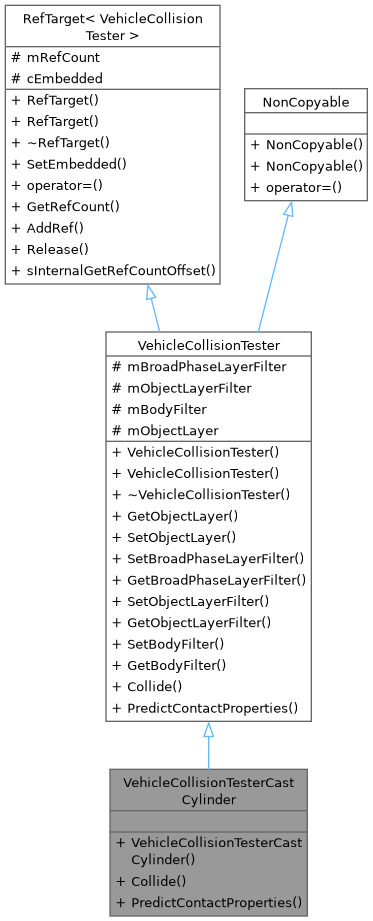 RefTarget< VehicleCollision
Tester >
# mRefCount
# cEmbedded
+ RefTarget()
+ RefTarget()
+ ~RefTarget()
+ SetEmbedded()
+ operator=()
+ GetRefCount()
+ AddRef()
+ Release()
+ sInternalGetRefCountOffset()
NonCopyable
+ NonCopyable()
+ NonCopyable()
+ operator=()
VehicleCollisionTester
# mBroadPhaseLayerFilter
# mObjectLayerFilter
# mBodyFilter
# mObjectLayer
+ VehicleCollisionTester()
+ VehicleCollisionTester()
+ ~VehicleCollisionTester()
+ GetObjectLayer()
+ SetObjectLayer()
+ SetBroadPhaseLayerFilter()
+ GetBroadPhaseLayerFilter()
+ SetObjectLayerFilter()
+ GetObjectLayerFilter()
+ SetBodyFilter()
+ GetBodyFilter()
+ Collide()
+ PredictContactProperties()
VehicleCollisionTesterCast
Cylinder
+ VehicleCollisionTesterCast
Cylinder()
+ Collide()
+ PredictContactProperties()